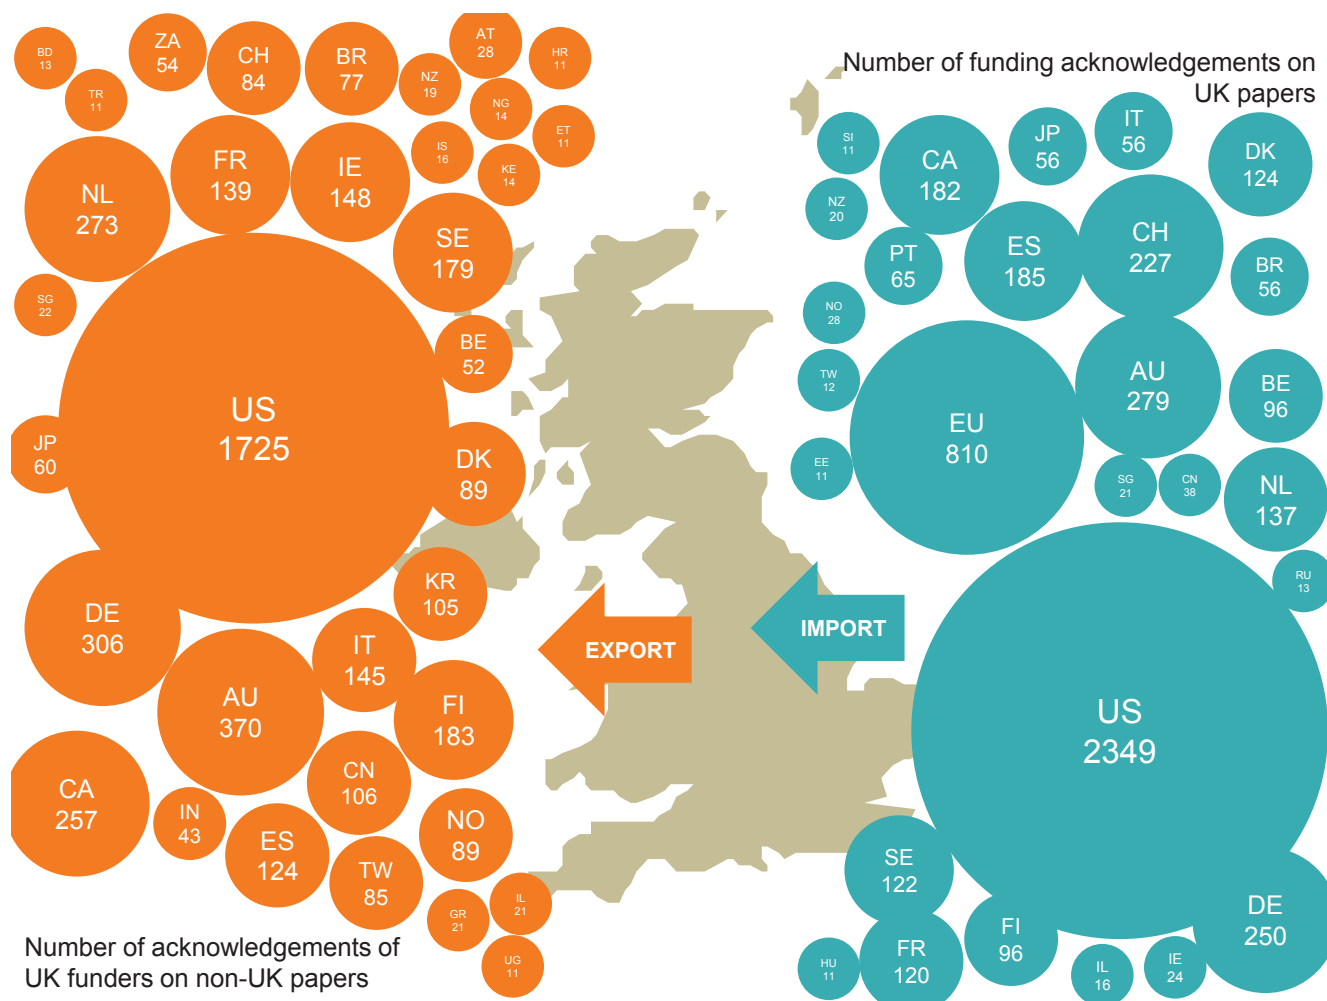 BD
13
TR
11
ZA
54
CH
84
BR
77
NZ
19
AT
28
HR
11
NG
14
ET
11
NL
273
FR
139
IE
148
IS
16
KE
14
SE
179
SG
22
BE
52
US
1725
JP
60
DK
89
DE
306
KR
105
IT
145
AU
370
FI
183
CA
257
IN
43
CN
106
ES
124
TW
85
NO
89
GR
21
IL
21
UG
11
Number of acknowledgements of
UK funders on non-UK papers
EXPORT
IMPORT
Number of funding acknowledgements on
UK papers
SI
11
CA
182
JP
56
IT
56
DK
124
NZ
20
PT
65
ES
185
CH
227
BR
56
NO
28
TW
12
EU
810
AU
279
BE
96
EE
11
SG
21
CN
38
NL
137
RU
13
US
2349
SE
122
DE
250
HU
11
FR
120
FI
96
IL
16
IE
24